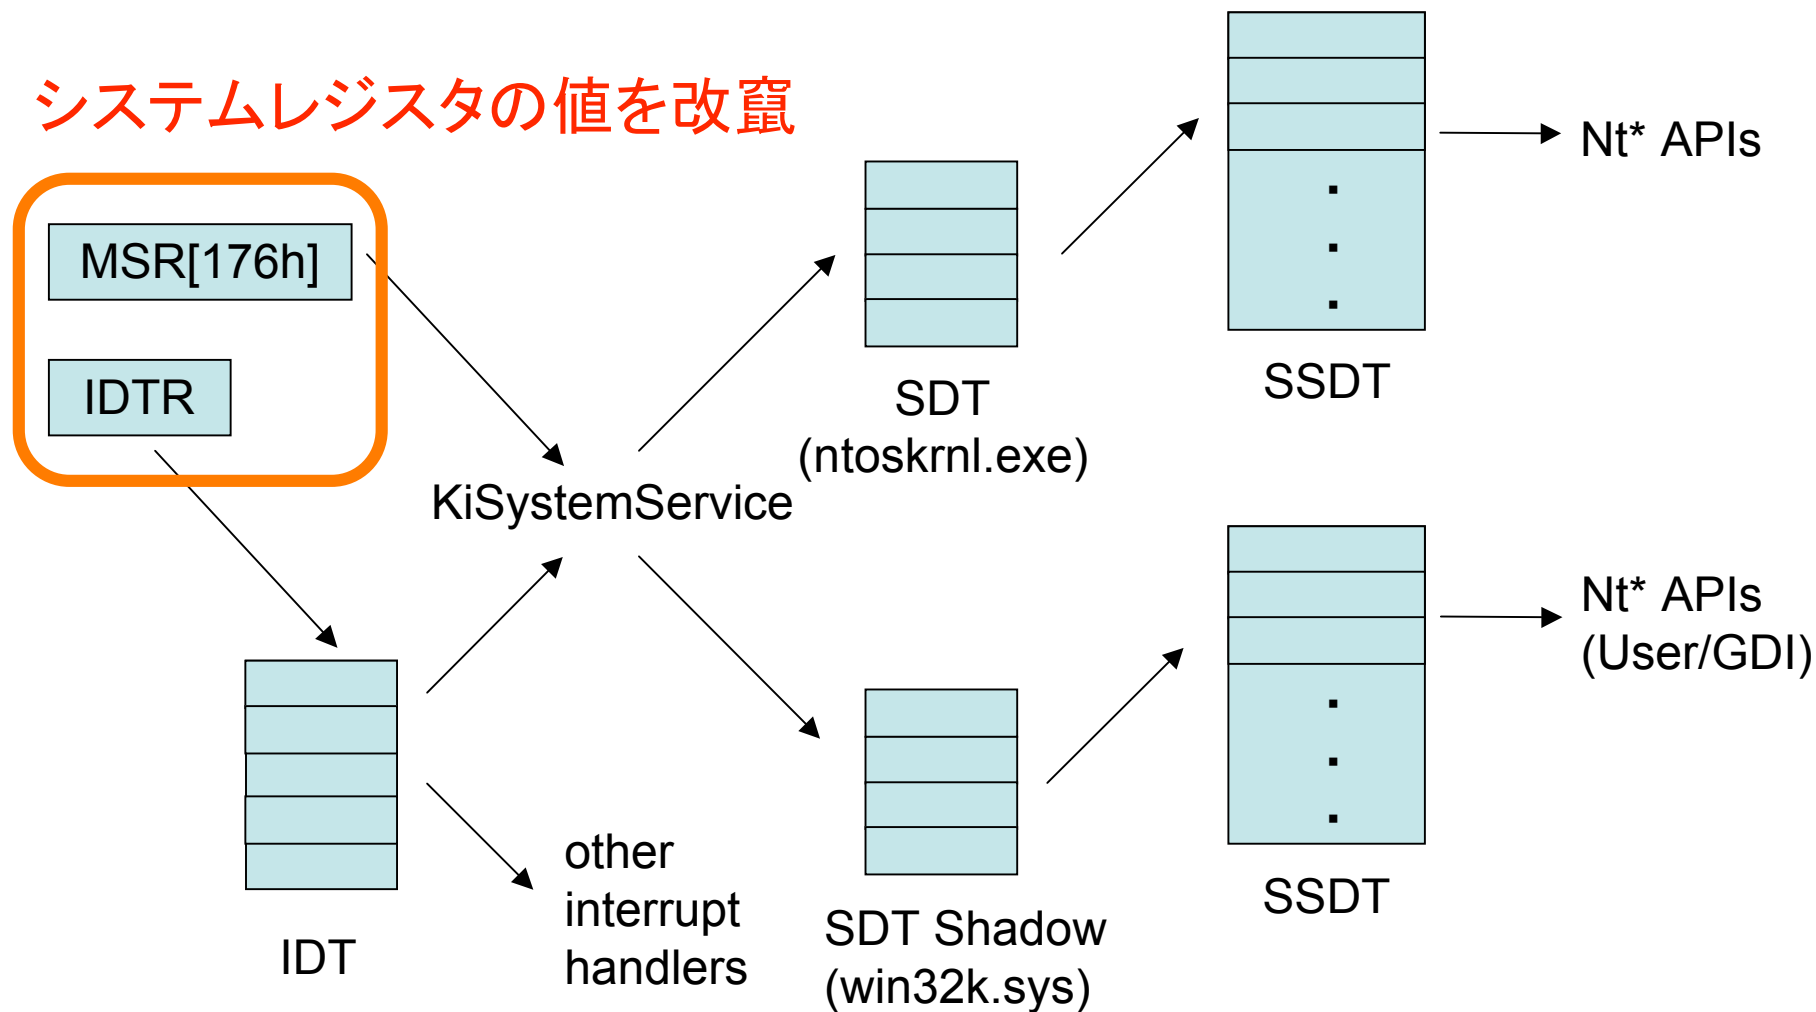 システムレジスタの値を改竄
MSR[176h]
IDTR
KiSystemService
IDT
other
interrupt
handlers
SDT
(ntoskrnl.exe)
SDT Shadow
(win32k.sys)
SSDT
Nt* APIs
SSDT
Nt* APIs
(User/GDI)